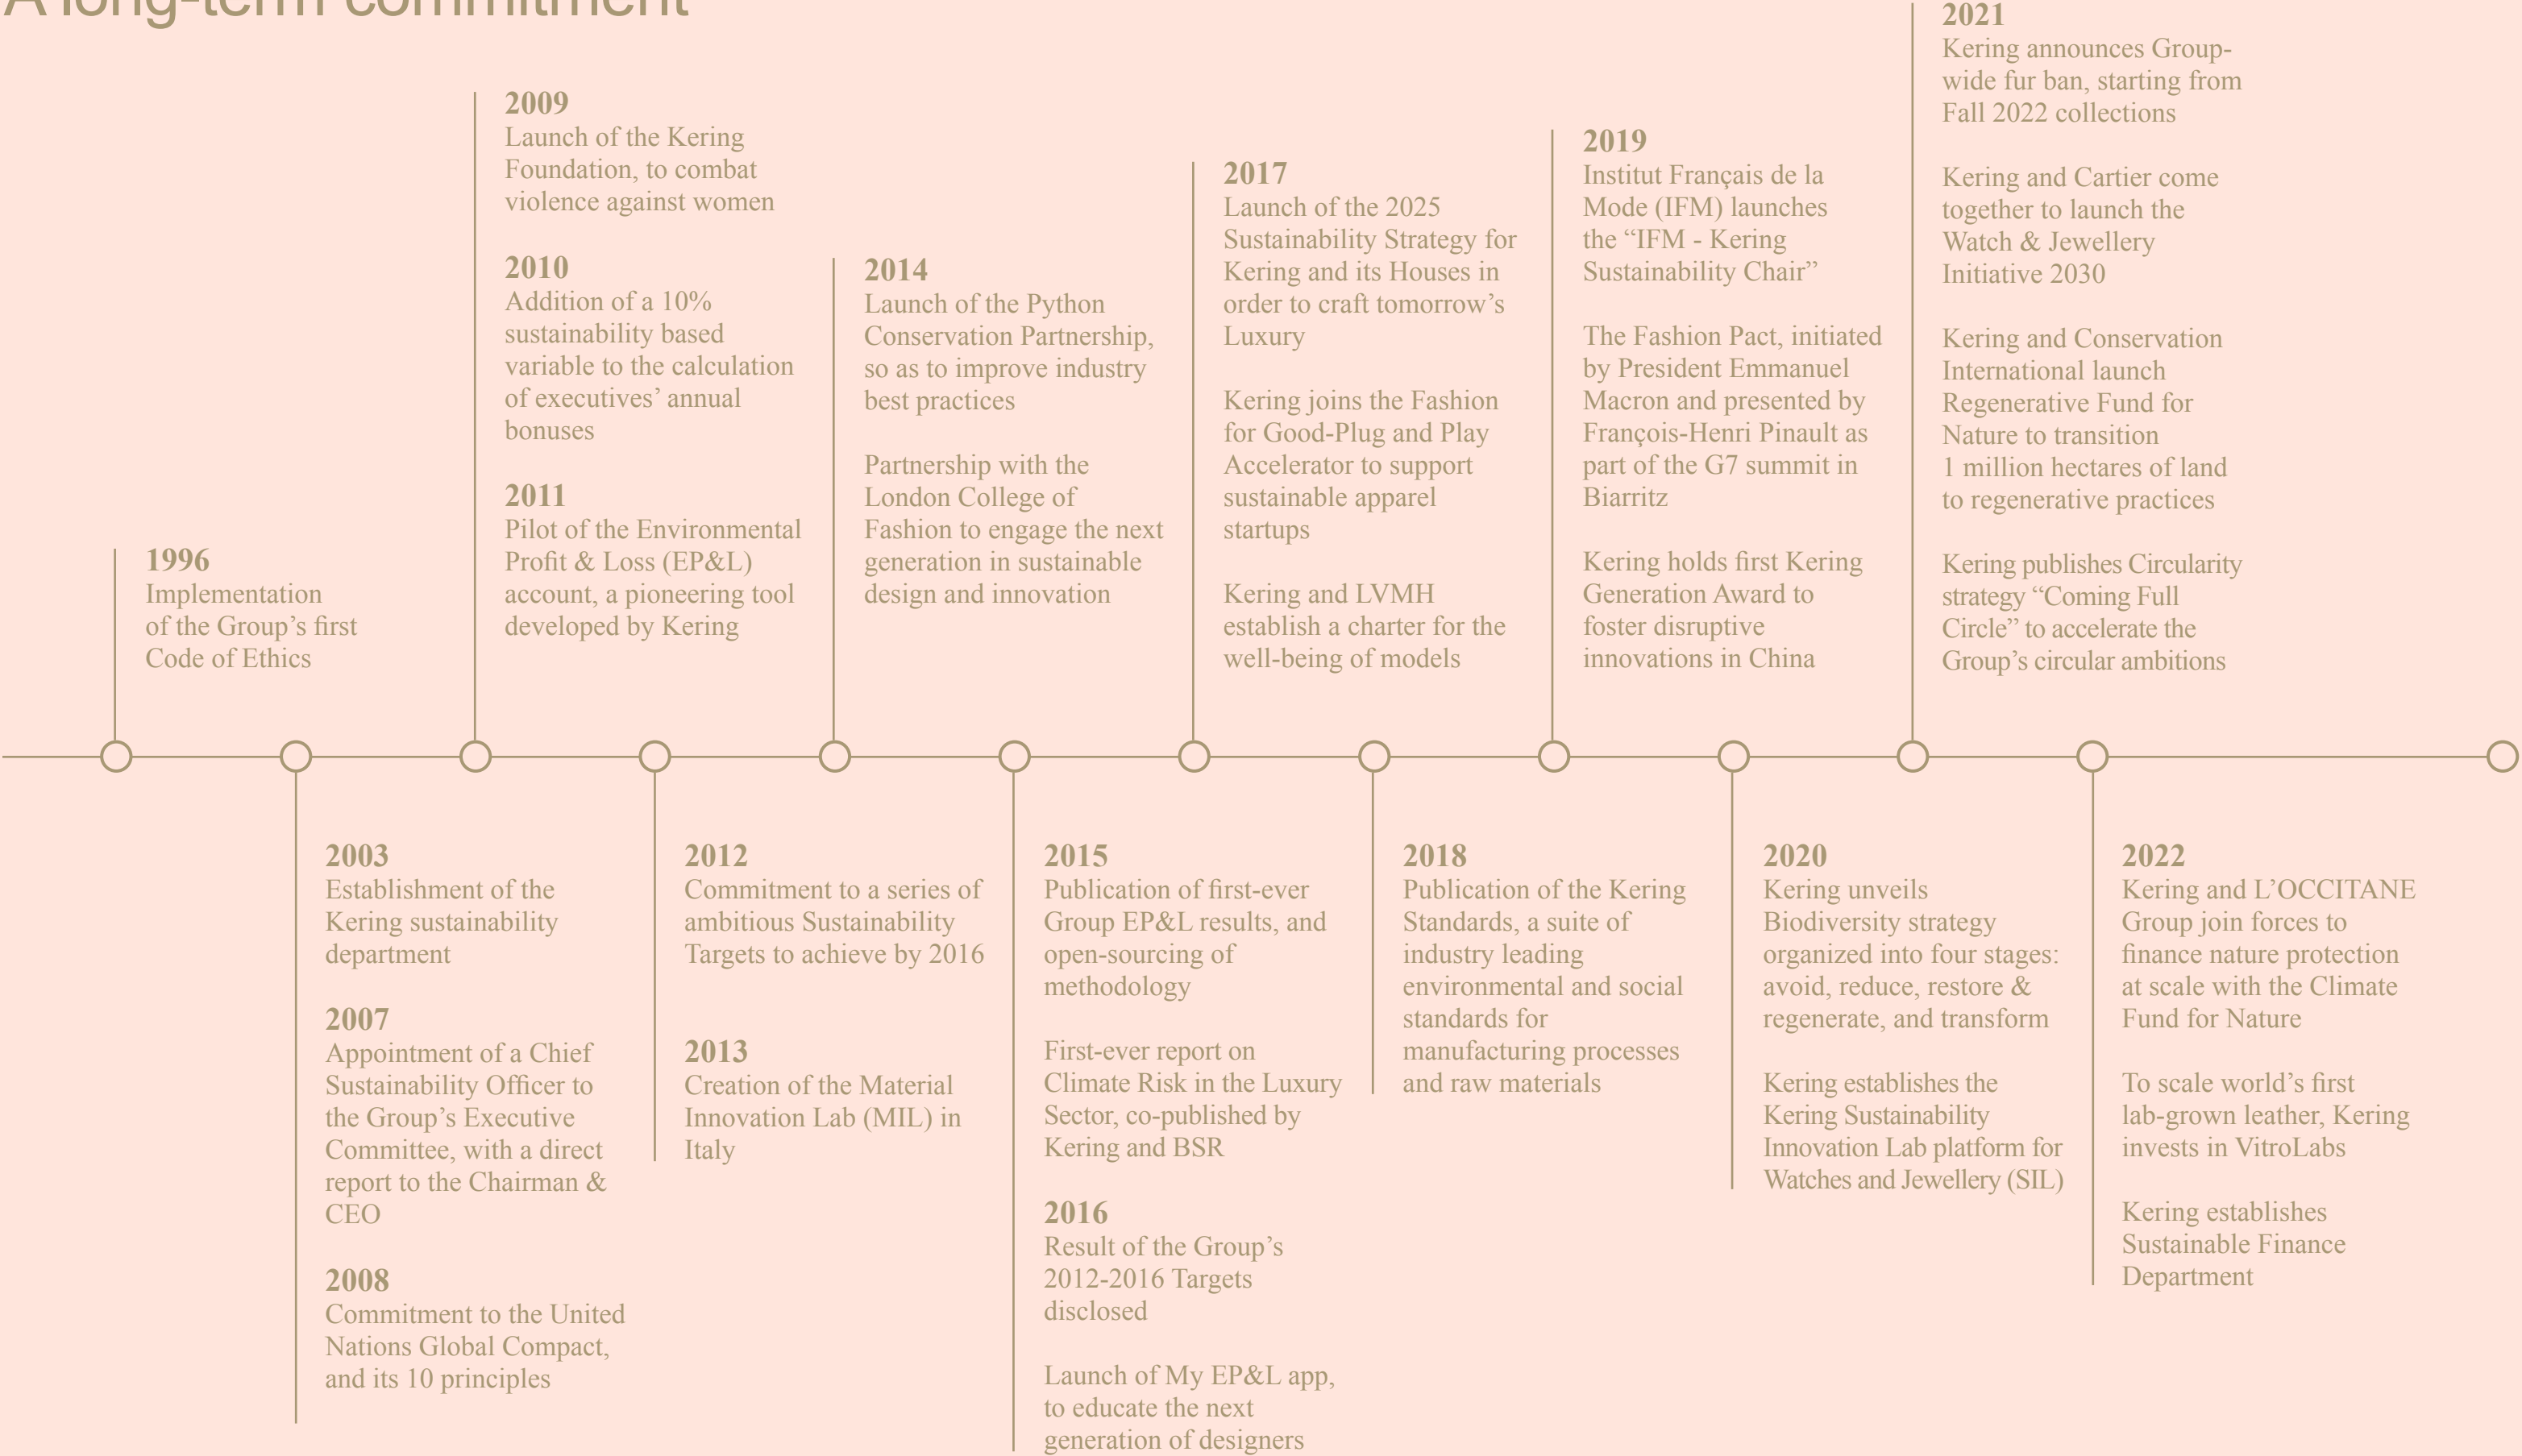 A long-term commitment
1996
Implementation
of the Group’s first
Code of Ethics
2003
Establishment of the
Kering sustainability
department
2007
Appointment of a Chief
Sustainability Officer to
the Group’s Executive
Committee, with a direct
report to the Chairman &
CEO
2008
Commitment to the United
Nations Global Compact,
and its 10 principles
2009
Launch of the Kering
Foundation, to combat
violence against women
2010
Addition of a 10%
sustainability based
variable to the calculation
of executives’ annual
bonuses
2011
Pilot of the Environmental
Profit & Loss (EP&L)
account, a pioneering tool
developed by Kering
2012
Commitment to a series of
ambitious Sustainability
Targets to achieve by 2016
2013
Creation of the Material
Innovation Lab (MIL) in
Italy
2014
Launch of the Python
Conservation Partnership,
so as to improve industry
best practices
Partnership with the
London College of
Fashion to engage the next
generation in sustainable
design and innovation
2015
Publication of first-ever
Group EP&L results, and
open-sourcing of
methodology
First-ever report on
Climate Risk in the Luxury
Sector, co-published by
Kering and BSR
2016
Result of the Group’s
2012-2016 Targets
disclosed
Launch of My EP&L app,
to educate the next
generation of designers
2017
Launch of the 2025
Sustainability Strategy for
Kering and its Houses in
order to craft tomorrow’s
Luxury
Kering joins the Fashion
for Good-Plug and Play
Accelerator to support
sustainable apparel
startups
Kering and LVMH
establish a charter for the
well-being of models
2018
Publication of the Kering
Standards, a suite of
industry leading
environmental and social
standards for
manufacturing processes
and raw materials
2019
Institut Français de la
Mode (IFM) launches
the “IFM - Kering
Sustainability Chair”
The Fashion Pact, initiated
by President Emmanuel
Macron and presented by
François-Henri Pinault as
part of the G7 summit in
Biarritz
Kering holds first Kering
Generation Award to
foster disruptive
innovations in China
2020
Kering unveils
Biodiversity strategy
organized into four stages:
avoid, reduce, restore &
regenerate, and transform
Kering establishes the
Kering Sustainability
Innovation Lab platform for
Watches and Jewellery (SIL)
2021
Kering announces Group-
wide fur ban, starting from
Fall 2022 collections
Kering and Cartier come
together to launch the
Watch & Jewellery
Initiative 2030
Kering and Conservation
International launch
Regenerative Fund for
Nature to transition
1 million hectares of land
to regenerative practices
Kering publishes Circularity
strategy “Coming Full
Circle” to accelerate the
Group’s circular ambitions
2022
Kering and L’OCCITANE
Group join forces to
finance nature protection
at scale with the Climate
Fund for Nature
To scale world’s first
lab-grown leather, Kering
invests in VitroLabs
Kering establishes
Sustainable Finance
Department